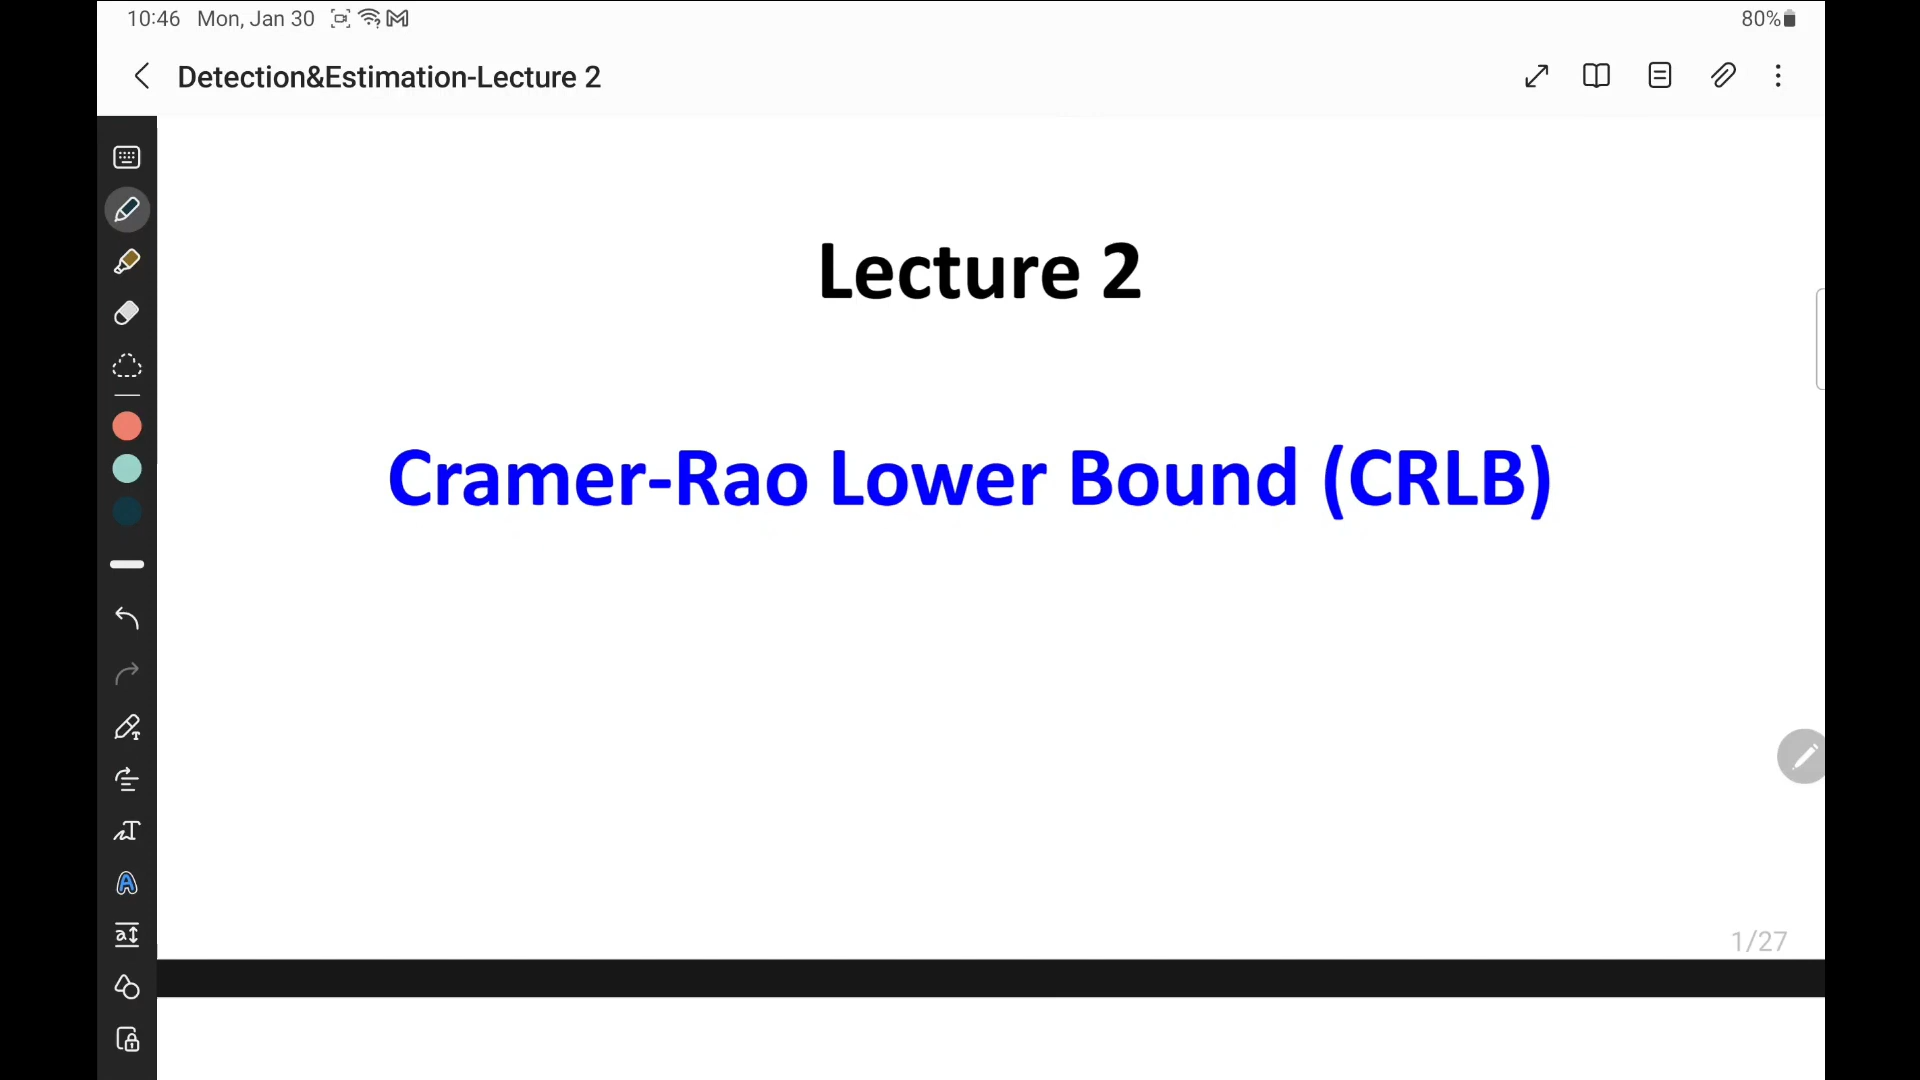 10:46 Mon, Jan 30 80%
Detection&Estimation-Lecture 2
Lecture 2
Cramer-Rao Lower Bound (CRLB)
1/27